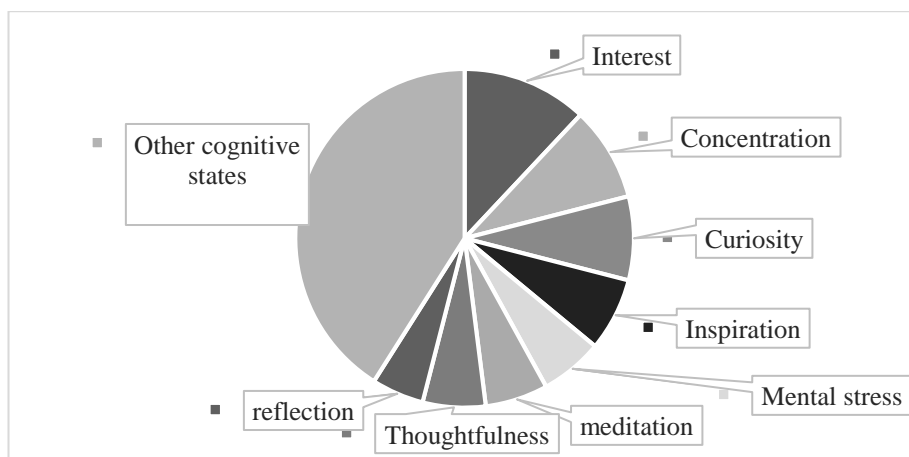 Interest
Concentration
Other cognitive
states
Curiosity
Inspiration
Mental stress
reflection
Thoughtfulness
meditation